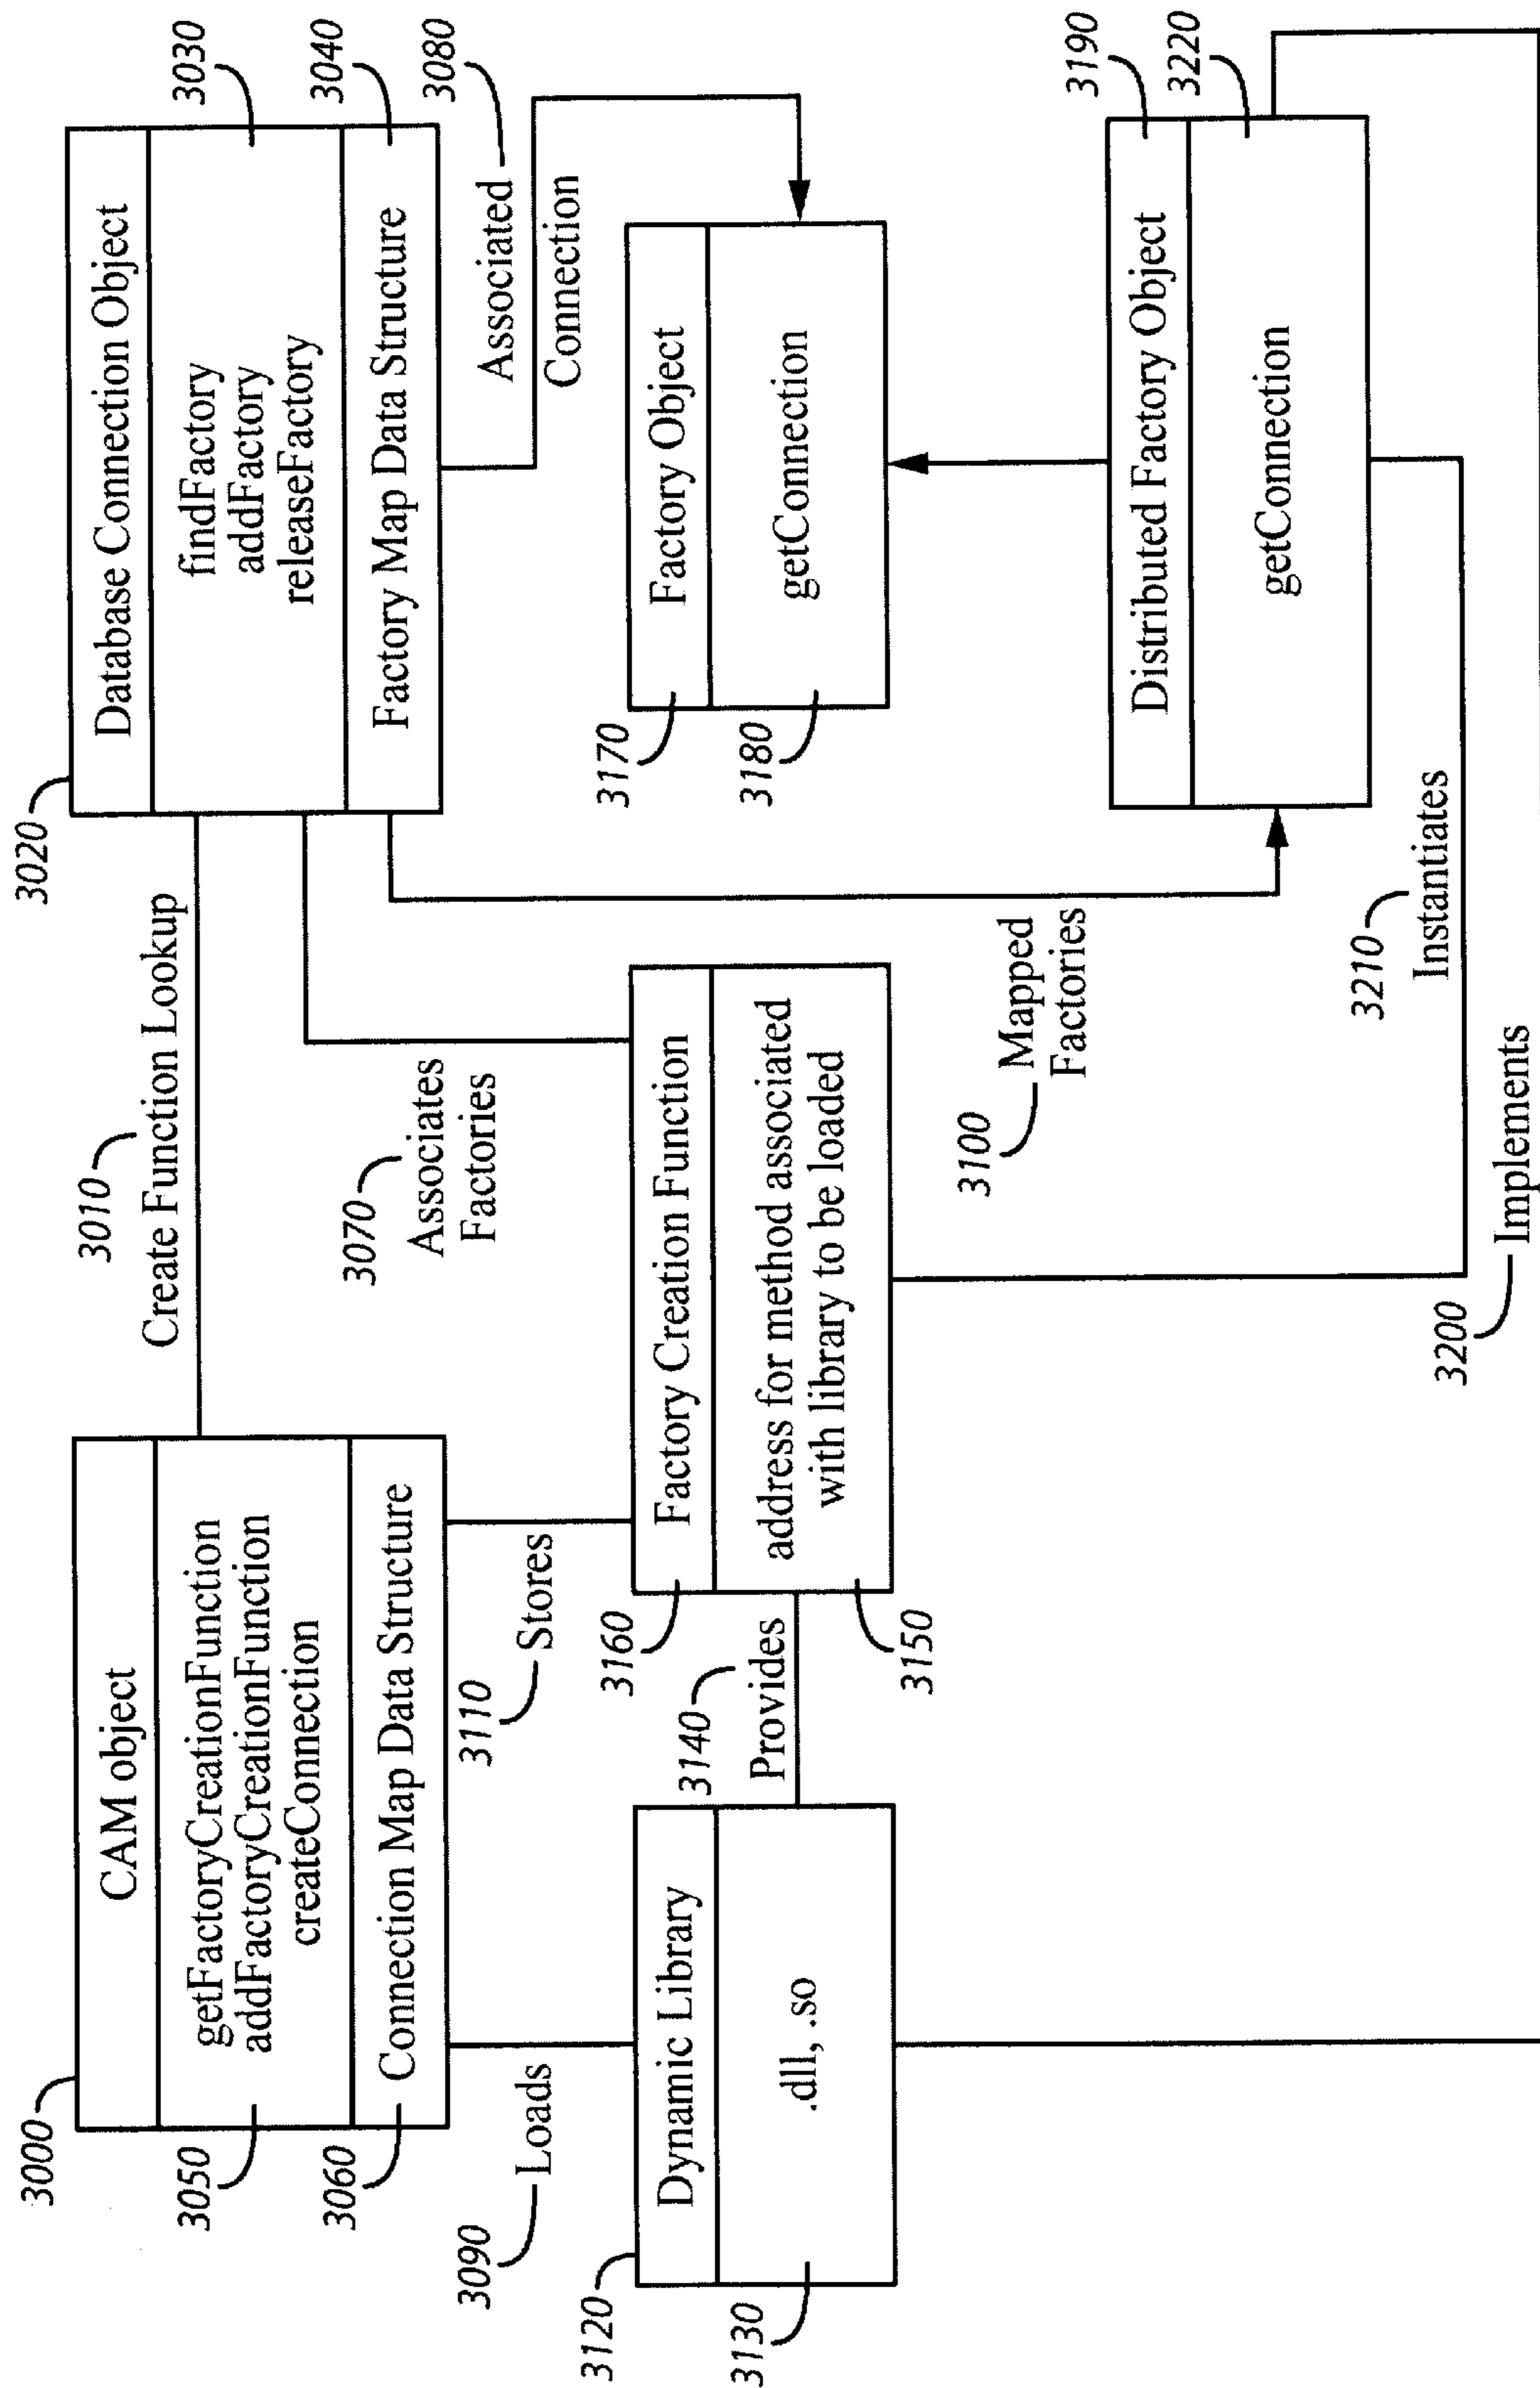 3000
CAM object
3050
getFactoryCreationFunction
addFactoryCreationFunction
createConnection
3060
Connection Map Data Structure
3010
Create Function Lookup
3020
Database Connection Object
3030
findFactory
addFactory
releaseFactory
3040
Factory Map Data Structure
3070
Associates
Factories
3080
Associated
Connection
3090
Loads
3110
Stores
3120
Dynamic Library
3130
.dll, .so
3140
Provides
3160
Factory Creation Function
3150
address for method associated
with library to be loaded
3170
Factory Object
3180
getConnection
3100
Mapped
Factories
3190
Distributed Factory Object
3220
getConnection
3210
Instantiates
3200
Implements